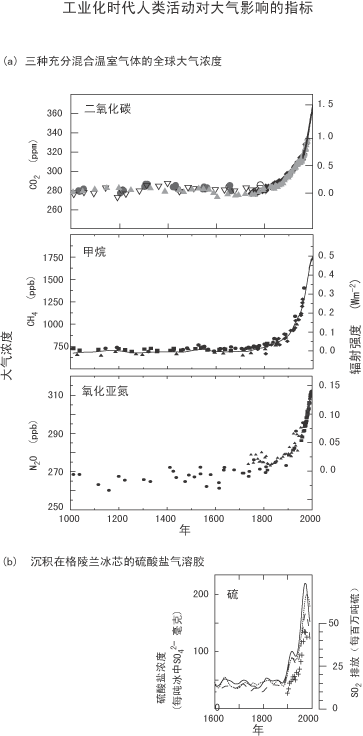 工业化时代人类活动对大气影响的指标
(a) 三种充分混合温室气体的全球大气浓度
二氧化碳
CO2 (ppm)
360
340
320
300
280
260
1.5
1.0
0.5
0.0
甲烷
CH4 (ppb)
1750
1500
1250
1000
750
0.5
0.4
0.3
0.2
0.1
0.0
大气浓度
辐射强度 (Wm-2)
氧化亚氮
N2O (ppb)
310
290
270
250
0.15
0.10
0.05
0.0
1000 1200 1400 1600 1800 2000
年
(b) 沉积在格陵兰冰芯的硫酸盐气溶胶
硫
硫酸盐浓度
(每吨冰中SO42- 毫克)
200
100
0
50
25
0
SO2 排放 (每百万吨硫)
1600 1800 2000
年